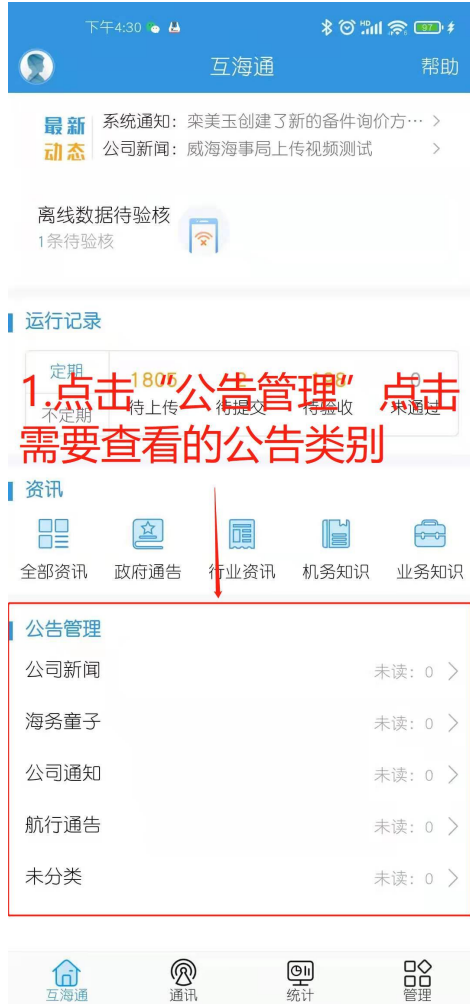 下午4:30
HD
97
互海通
帮助
最新 系统通知：栾美玉创建了新的备件询价方… >
动态 公司新闻：威海海事局上传视频测试 >
离线数据待验核
1条待验核
运行记录
定期
不定期
1805 2 198 0
待上传 待提交 待验收 未通过
1.点击“公告管理”点击
需要查看的公告类别
资讯
全部资讯 政府通告 行业资讯 机务知识 业务知识
公告管理
公司新闻 未读：0 >
海务童子 未读：0 >
公司通知 未读：0 >
航行通告 未读：0 >
未分类 未读：0 >
互海通 通讯 统计 管理